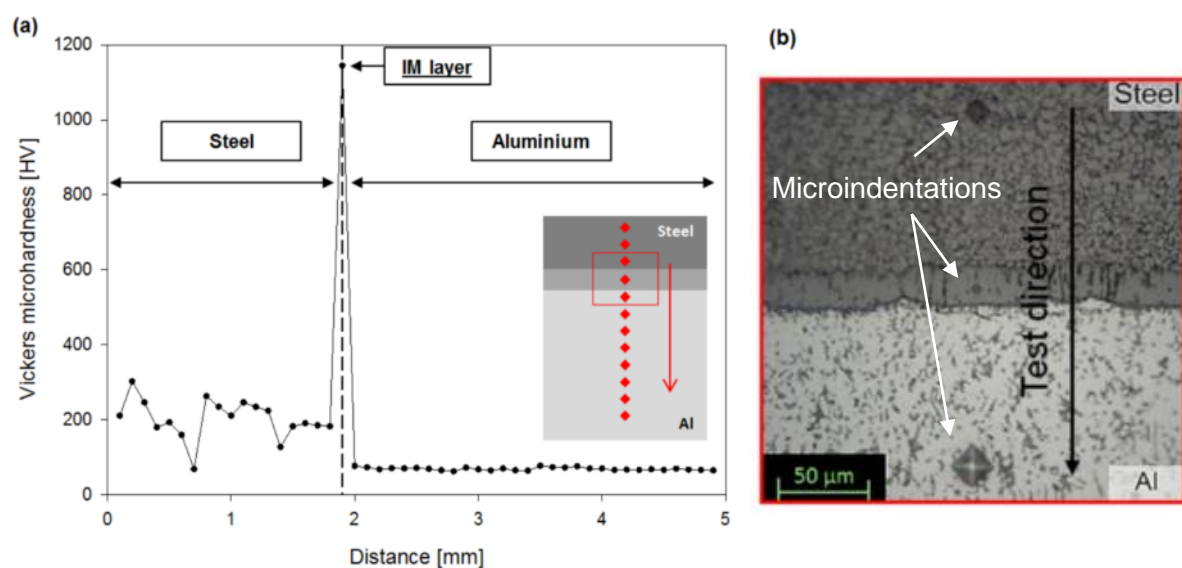 (a)
1200
1000
800
600
400
200
0
Vickers microhardness [HV]
IM layer
Steel
Aluminium
Steel
Al
0
1
2
3
4
5
Distance [mm]
(b)
Steel
Microindentations
Test direction
50 µm
Al